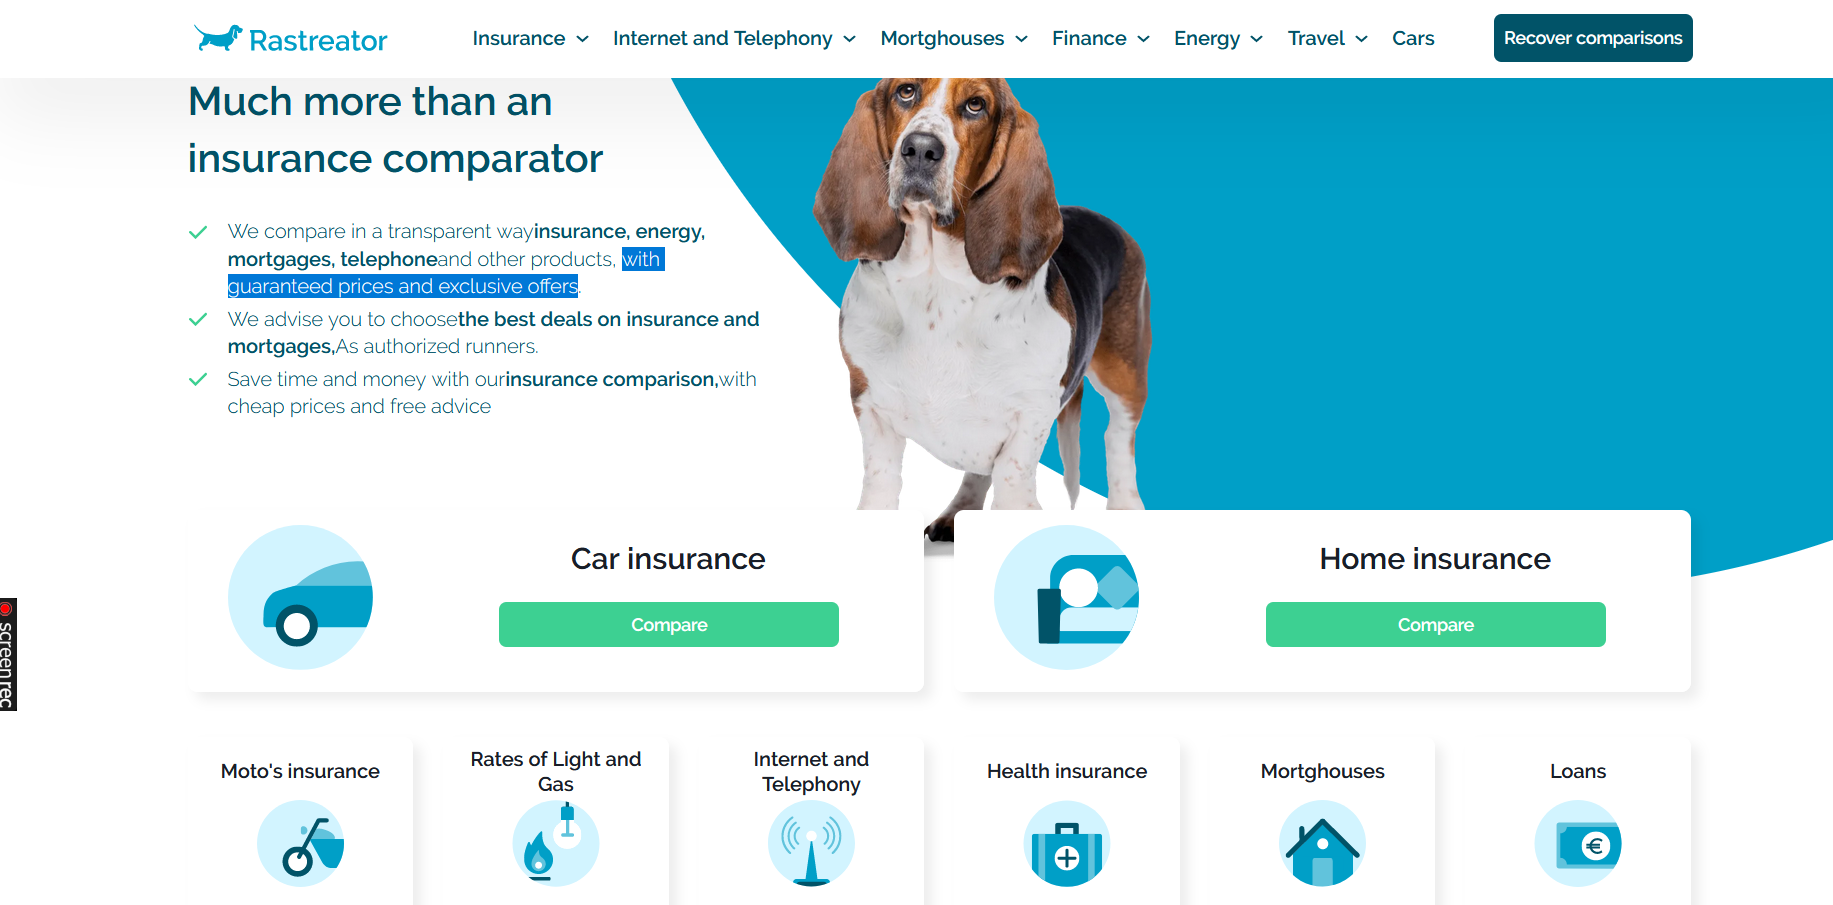 Rastreator
Insurance
Internet and Telephony
Mortghouses
Finance
Energy
Travel
Cars
Recover comparisons
Much more than an
insurance comparator
We compare in a transparent wayinsurance, energy,
mortgages, telephoneand other products, with
guaranteed prices and exclusive offers.
We advise you to choosethe best deals on insurance and
mortgages,As authorized runners.
Save time and money with ourinsurance comparison,with
cheap prices and free advice
Car insurance
Compare
Home insurance
Compare
screenrec
Moto's insurance
Rates of Light and
Gas
Internet and
Telephony
Health insurance
Mortghouses
Loans
€